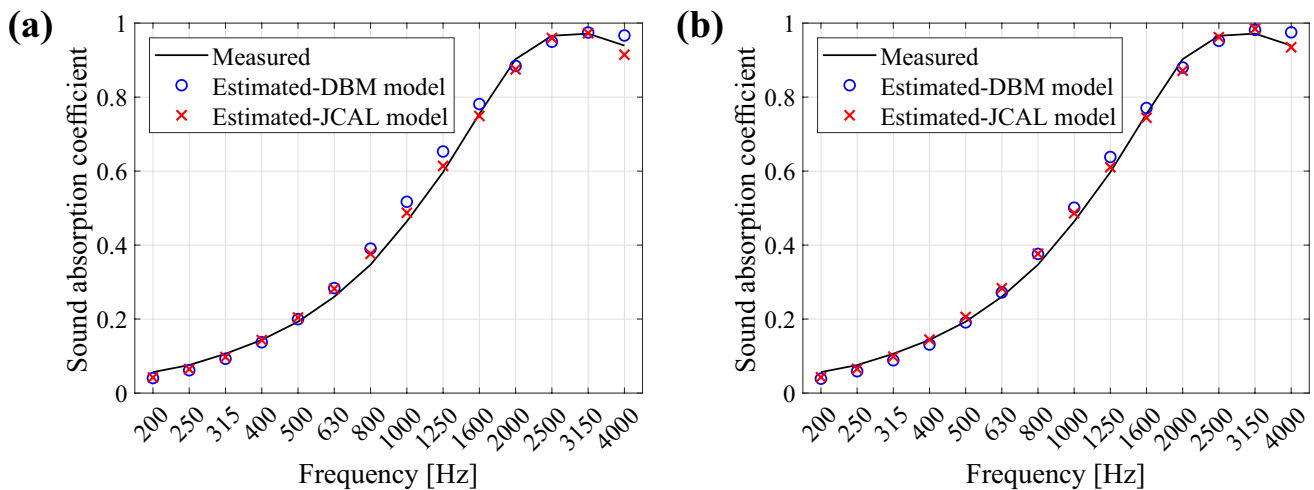 (a)
Sound absorption coefficient
1
0.8
0.6
0.4
0.2
0
Measured
Estimated-DBM model
Estimated-JCAL model
200 250 315 400 500 630 800 1000 1250 1600 2000 2500 3150 4000
Frequency [Hz]
(b)
Sound absorption coefficient
1
0.8
0.6
0.4
0.2
0
Measured
Estimated-DBM model
Estimated-JCAL model
200 250 315 400 500 630 800 1000 1250 1600 2000 2500 3150 4000
Frequency [Hz]